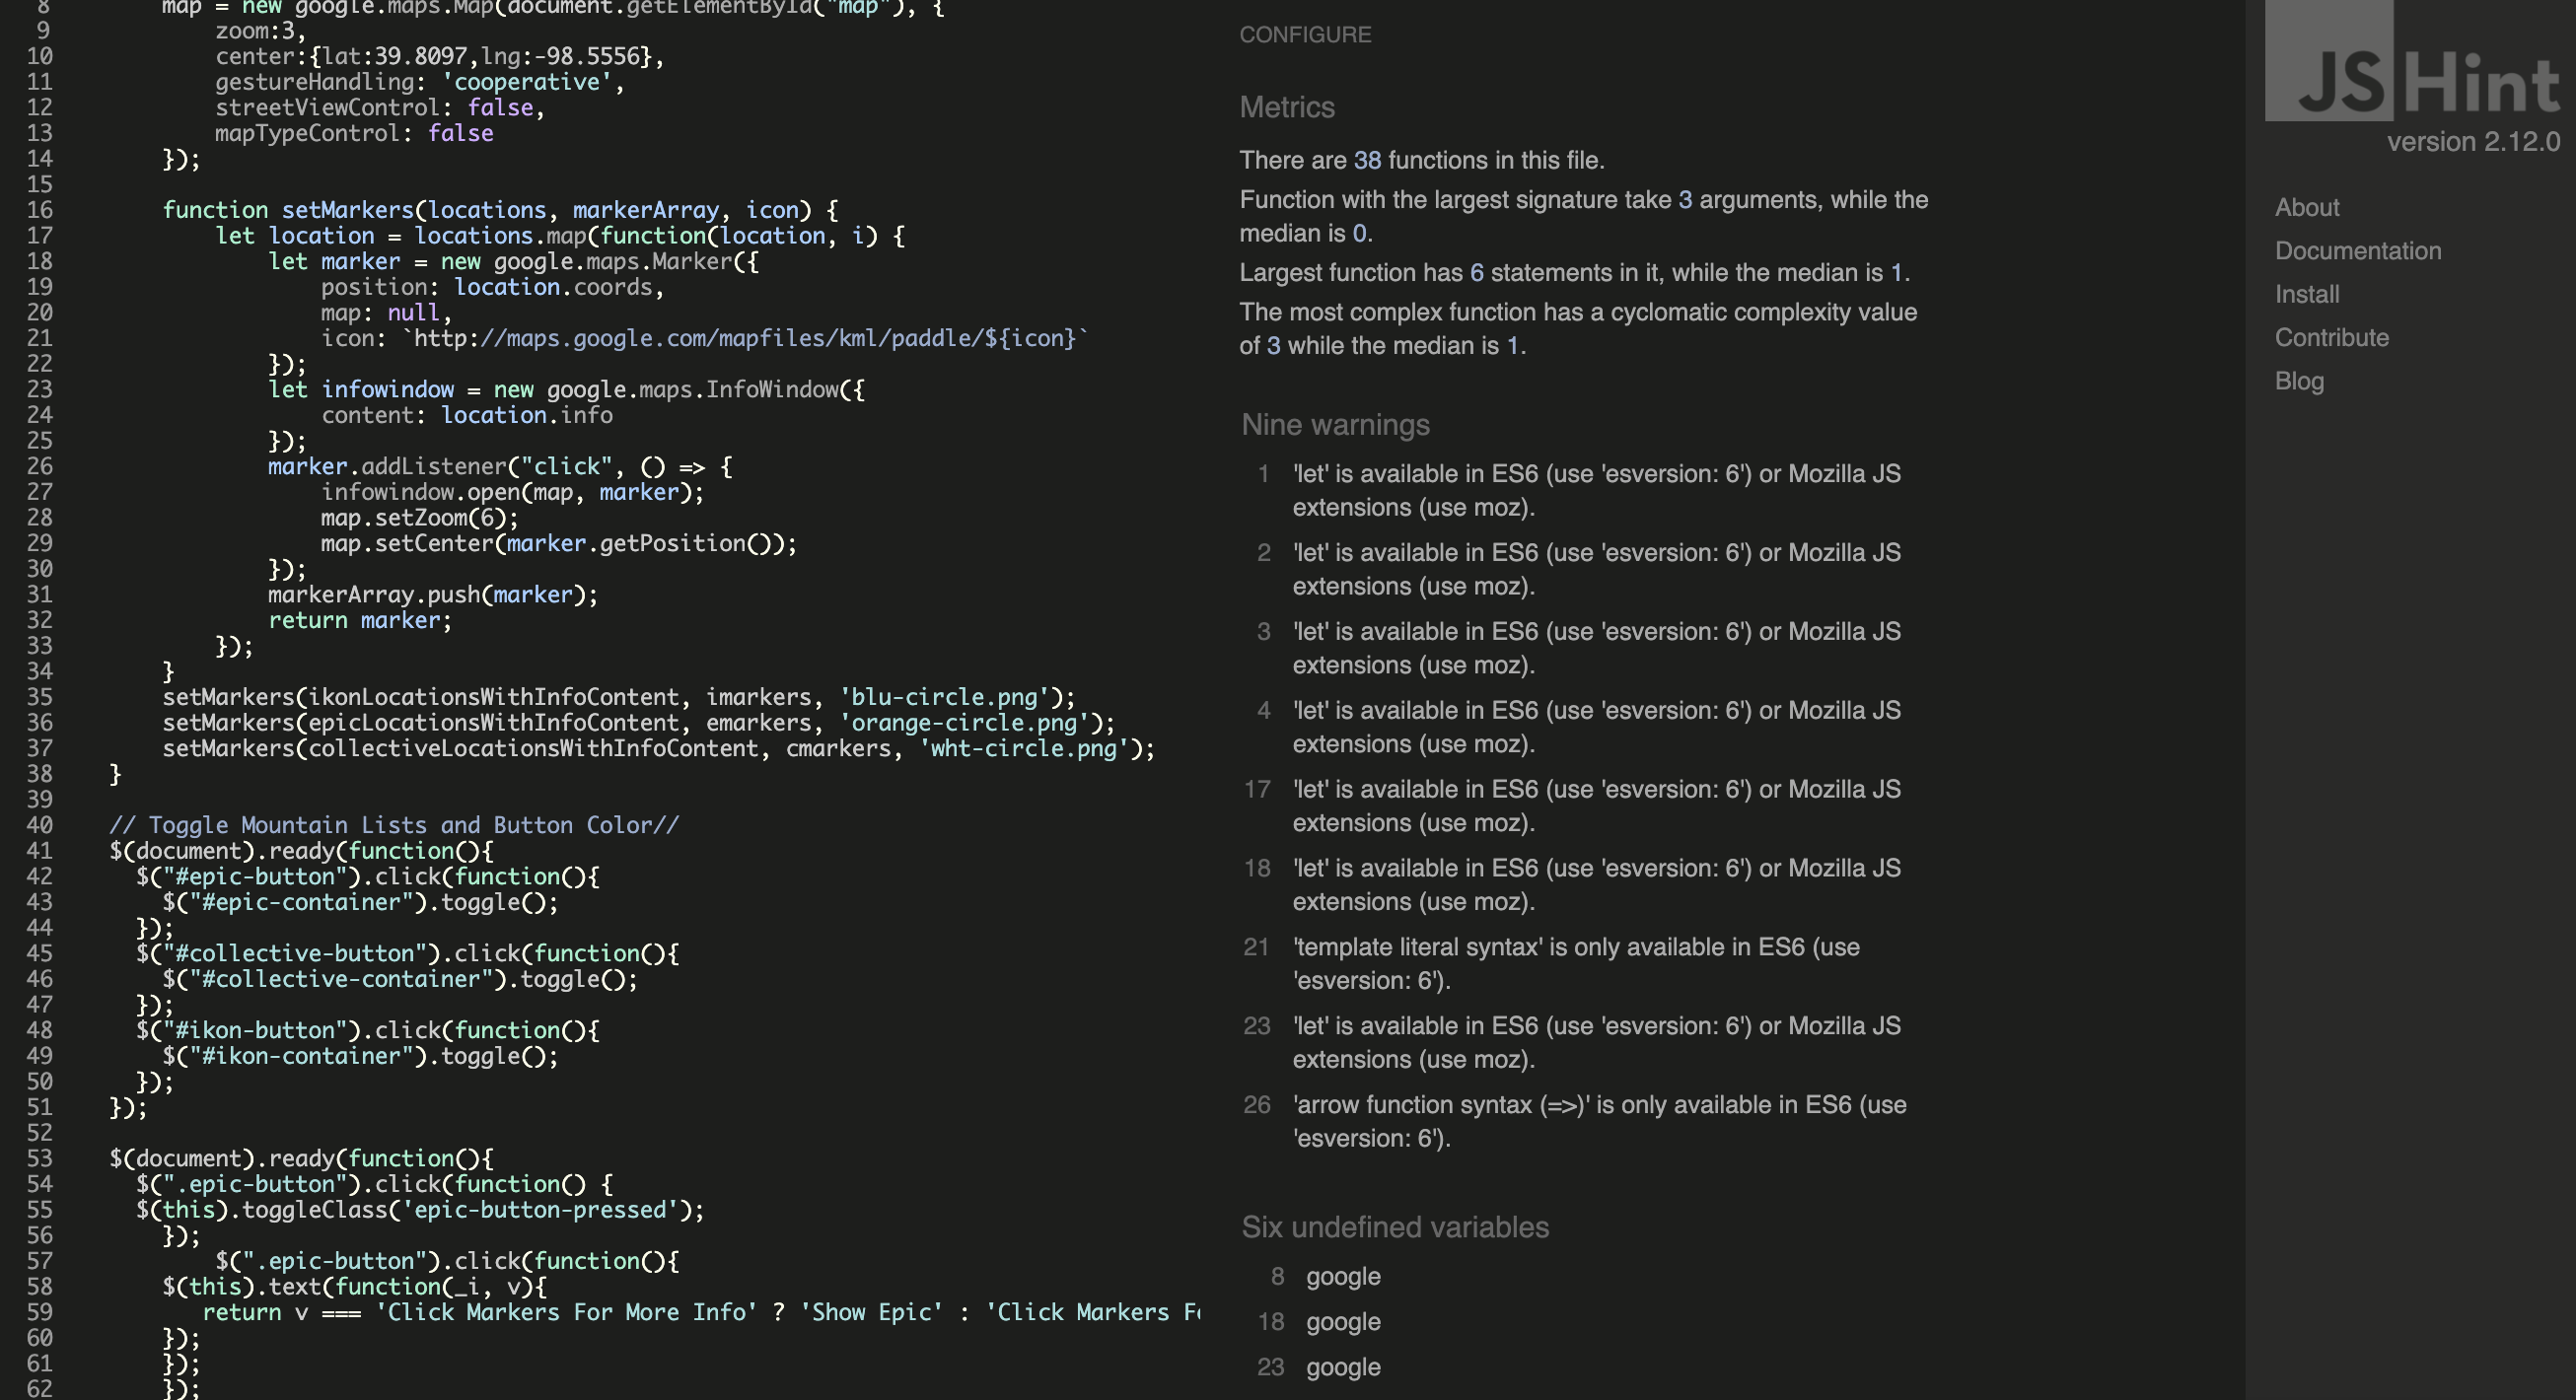 8 map = new google.maps.Map(document.getElementById("map"), {
9 zoom:3,
10 center:{lat:39.8097,lng:-98.5556},
11 gestureHandling: 'cooperative',
12 streetViewControl: false,
13 mapTypeControl: false
14 });
15
16 function setMarkers(locations, markerArray, icon) {
17 let location = locations.map(function(location, i) {
18 let marker = new google.maps.Marker({
19 position: location.coords,
20 map: null,
21 icon: `http://maps.google.com/mapfiles/kml/paddle/${icon}`
22 });
23 let infowindow = new google.maps.InfoWindow({
24 content: location.info
25 });
26 marker.addListener("click", () => {
27 infowindow.open(map, marker);
28 map.setZoom(6);
29 map.setCenter(marker.getPosition());
30 });
31 markerArray.push(marker);
32 return marker;
33 });
34 }
35 setMarkers(ikonLocationsWithInfoContent, imarkers, 'blu-circle.png');
36 setMarkers(epicLocationsWithInfoContent, emarkers, 'orange-circle.png');
37 setMarkers(collectiveLocationsWithInfoContent, cmarkers, 'wht-circle.png');
38 }
39
40 // Toggle Mountain Lists and Button Color//
41 $(document).ready(function(){
42 $("#epic-button").click(function(){
43 $("#epic-container").toggle();
44 });
45 $("#collective-button").click(function(){
46 $("#collective-container").toggle();
47 });
48 $("#ikon-button").click(function(){
49 $("#ikon-container").toggle();
50 });
51 });
52
53 $(document).ready(function(){
54 $(".epic-button").click(function() {
55 $(this).toggleClass('epic-button-pressed');
56 });
57 $(".epic-button").click(function(){
58 $(this).text(function(_i, v){
59 return v === 'Click Markers For More Info' ? 'Show Epic' : 'Click Markers F
60 });
61 });
62 });
CONFIGURE
Metrics
There are 38 functions in this file.
Function with the largest signature take 3 arguments, while the
median is 0.
Largest function has 6 statements in it, while the median is 1.
The most complex function has a cyclomatic complexity value
of 3 while the median is 1.
Nine warnings
1 'let' is available in ES6 (use 'esversion: 6') or Mozilla JS
extensions (use moz).
2 'let' is available in ES6 (use 'esversion: 6') or Mozilla JS
extensions (use moz).
3 'let' is available in ES6 (use 'esversion: 6') or Mozilla JS
extensions (use moz).
4 'let' is available in ES6 (use 'esversion: 6') or Mozilla JS
extensions (use moz).
17 'let' is available in ES6 (use 'esversion: 6') or Mozilla JS
extensions (use moz).
18 'let' is available in ES6 (use 'esversion: 6') or Mozilla JS
extensions (use moz).
21 'template literal syntax' is only available in ES6 (use
'esversion: 6').
23 'let' is available in ES6 (use 'esversion: 6') or Mozilla JS
extensions (use moz).
26 'arrow function syntax (=>)' is only available in ES6 (use
'esversion: 6').
Six undefined variables
8 google
18 google
23 google
JSHint
version 2.12.0
About
Documentation
Install
Contribute
Blog